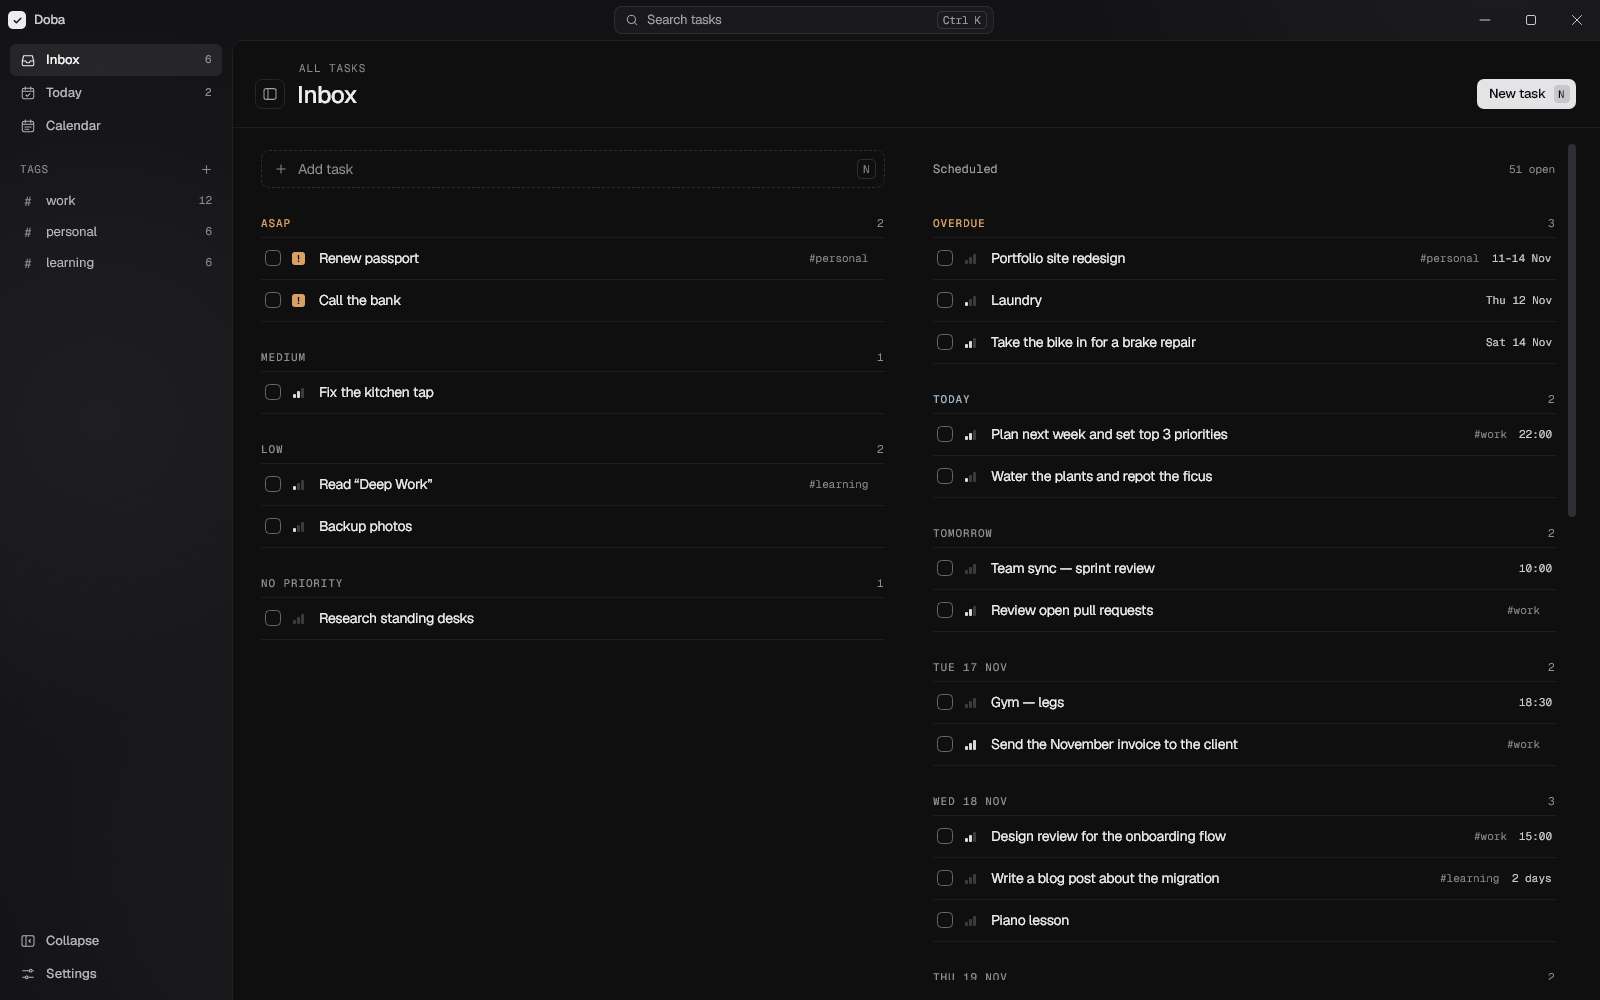 Doba
Search tasks
Ctrl K
Inbox 6
Today 2
Calendar
TAGS +
# work 12
# personal 6
# learning 6
Collapse
Settings
ALL TASKS
Inbox
New task N
+ Add task N
ASAP 2
! Renew passport #personal
! Call the bank
MEDIUM 1
Fix the kitchen tap
LOW 2
Read “Deep Work” #learning
Backup photos
NO PRIORITY 1
Research standing desks
Scheduled 51 open
OVERDUE 3
Portfolio site redesign #personal 11–14 Nov
Laundry Thu 12 Nov
Take the bike in for a brake repair Sat 14 Nov
TODAY 2
Plan next week and set top 3 priorities #work 22:00
Water the plants and repot the ficus
TOMORROW 2
Team sync — sprint review 10:00
Review open pull requests #work
TUE 17 NOV 2
Gym — legs 18:30
Send the November invoice to the client #work
WED 18 NOV 3
Design review for the onboarding flow #work 15:00
Write a blog post about the migration #learning 2 days
Piano lesson
THU 19 NOV 2